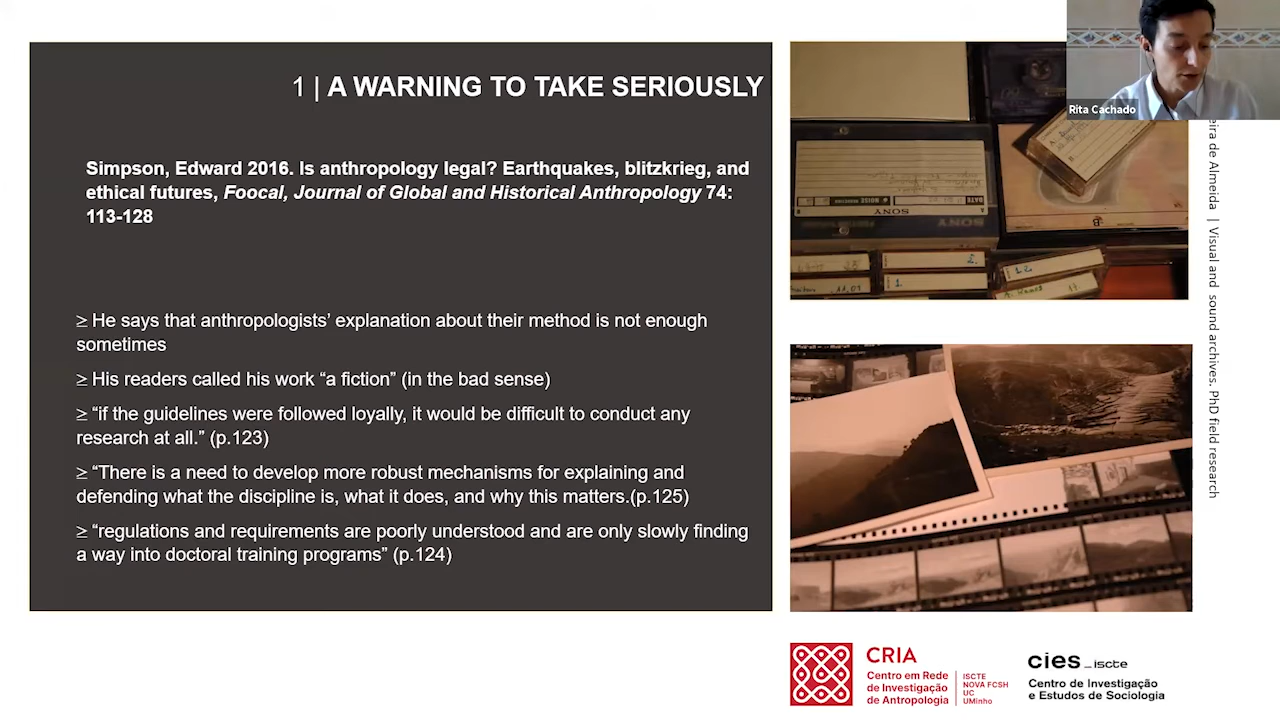 1 | A WARNING TO TAKE SERIOUSLY
Simpson, Edward 2016. Is anthropology legal? Earthquakes, blitzkrieg, and
ethical futures, Foocal, Journal of Global and Historical Anthropology 74:
113-128
≥ He says that anthropologists’ explanation about their method is not enough
sometimes
≥ His readers called his work “a fiction” (in the bad sense)
≥ “if the guidelines were followed loyally, it would be difficult to conduct any
research at all.” (p.123)
≥ “There is a need to develop more robust mechanisms for explaining and
defending what the discipline is, what it does, and why this matters.(p.125)
≥ “regulations and requirements are poorly understood and are only slowly finding
a way into doctoral training programs” (p.124)
Rita Cachado
SONY
DATE
eira de Almeida | Visual and sound archives. PhD field research
CRIA
Centro em Rede
de Investigação
de Antropologia
ISCTE
NOVA FCSH
UC
UMinho
cies_iscte
Centro de Investigação
e Estudos de Sociologia